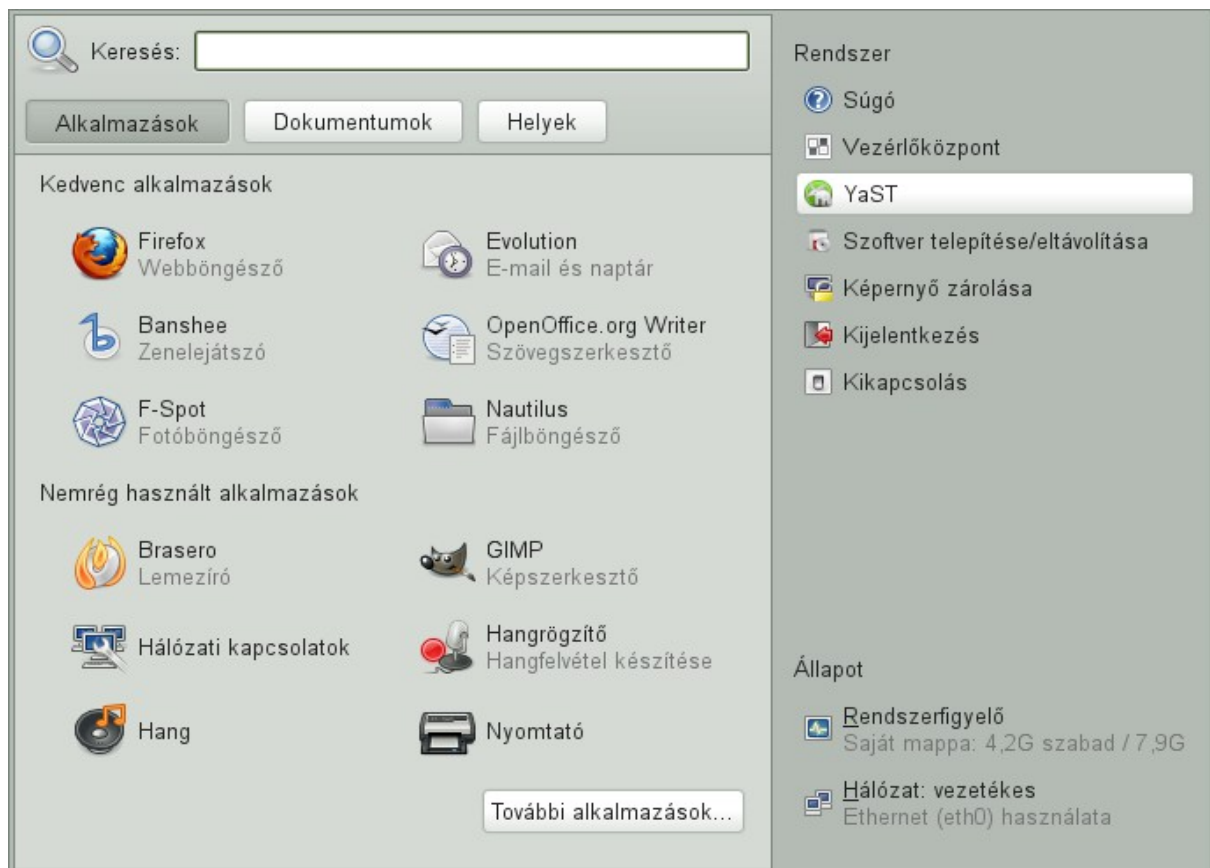 Keresés:
Alkalmazások
Dokumentumok
Helyek
Kedvenc alkalmazások
Firefox
Webböngésző
Evolution
E-mail és naptár
Banshee
Zenelejátszó
OpenOffice.org Writer
Szövegszerkesztő
F-Spot
Fotóböngésző
Nautilus
Fájlböngésző
Nemrég használt alkalmazások
Brasero
Lemezíró
GIMP
Képszerkesztő
Hálózati kapcsolatok
Hangrögzítő
Hangfelvétel készítése
Hang
Nyomtató
További alkalmazások...
Rendszer
Súgó
Vezérlőközpont
YaST
Szoftver telepítése/eltávolítása
Képernyő zárolása
Kijelentkezés
Kikapcsolás
Állapot
Rendszerfigyelő
Saját mappa: 4,2G szabad / 7,9G
Hálózat: vezetékes
Ethernet (eth0) használata